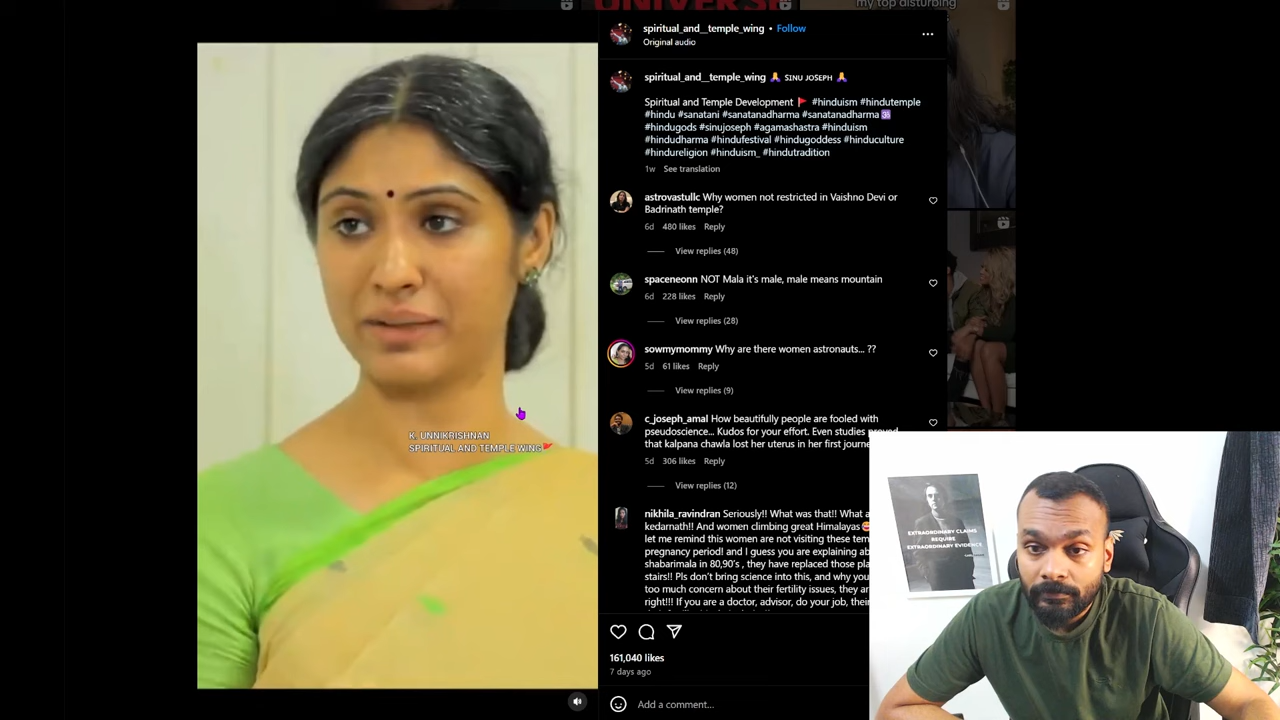 UNIVERSE
my top disturbing
spiritual_and__temple_wing • Follow
Original audio
spiritual_and__temple_wing 🙏 SINU JOSEPH 🙏
Spiritual and Temple Development 🚩 #hinduism #hindutemple
#hindu #sanatani #sanatanadharma #sanatanadharma🕉
#hindugods #sinujoseph #agamashastra #hinduism
#hindudharma #hindufestival #hindugoddess #hinduculture
#hindureligion #hinduism_ #hindutradition
1w See translation
astrovastullc Why women not restricted in Vaishno Devi or
Badrinath temple?
6d 480 likes Reply
View replies (48)
spaceneonn NOT Mala it's male, male means mountain
6d 228 likes Reply
View replies (28)
sowmymommy Why are there women astronauts... ??
5d 61 likes Reply
View replies (9)
c_joseph_amal How beautifully people are fooled with
pseudoscience... Kudos for your effort. Even studies proved
that kalpana chawla lost her uterus in her first
5d 306 likes Reply
View replies (12)
nikhila_ravindran Seriously!! What was that!! What
kedarnath!! And women climbing great Himalayas😅
let me remind this women are not visiting these
pregnancy period! and I guess you are explaining
shabarimala in 80,90's , they have replaced those
stairs!! Pls don't bring science into this, and why
too much concern about their fertility issues, they
right!!! If you are a doctor, advisor, do your job,
161,040 likes
7 days ago
Add a comment...
K. UNNIKRISHNAN
SPIRITUAL AND TEMPLE WING🚩
EXTRAORDINARY CLAIMS
REQUIRE
EXTRAORDINARY EVIDENCE